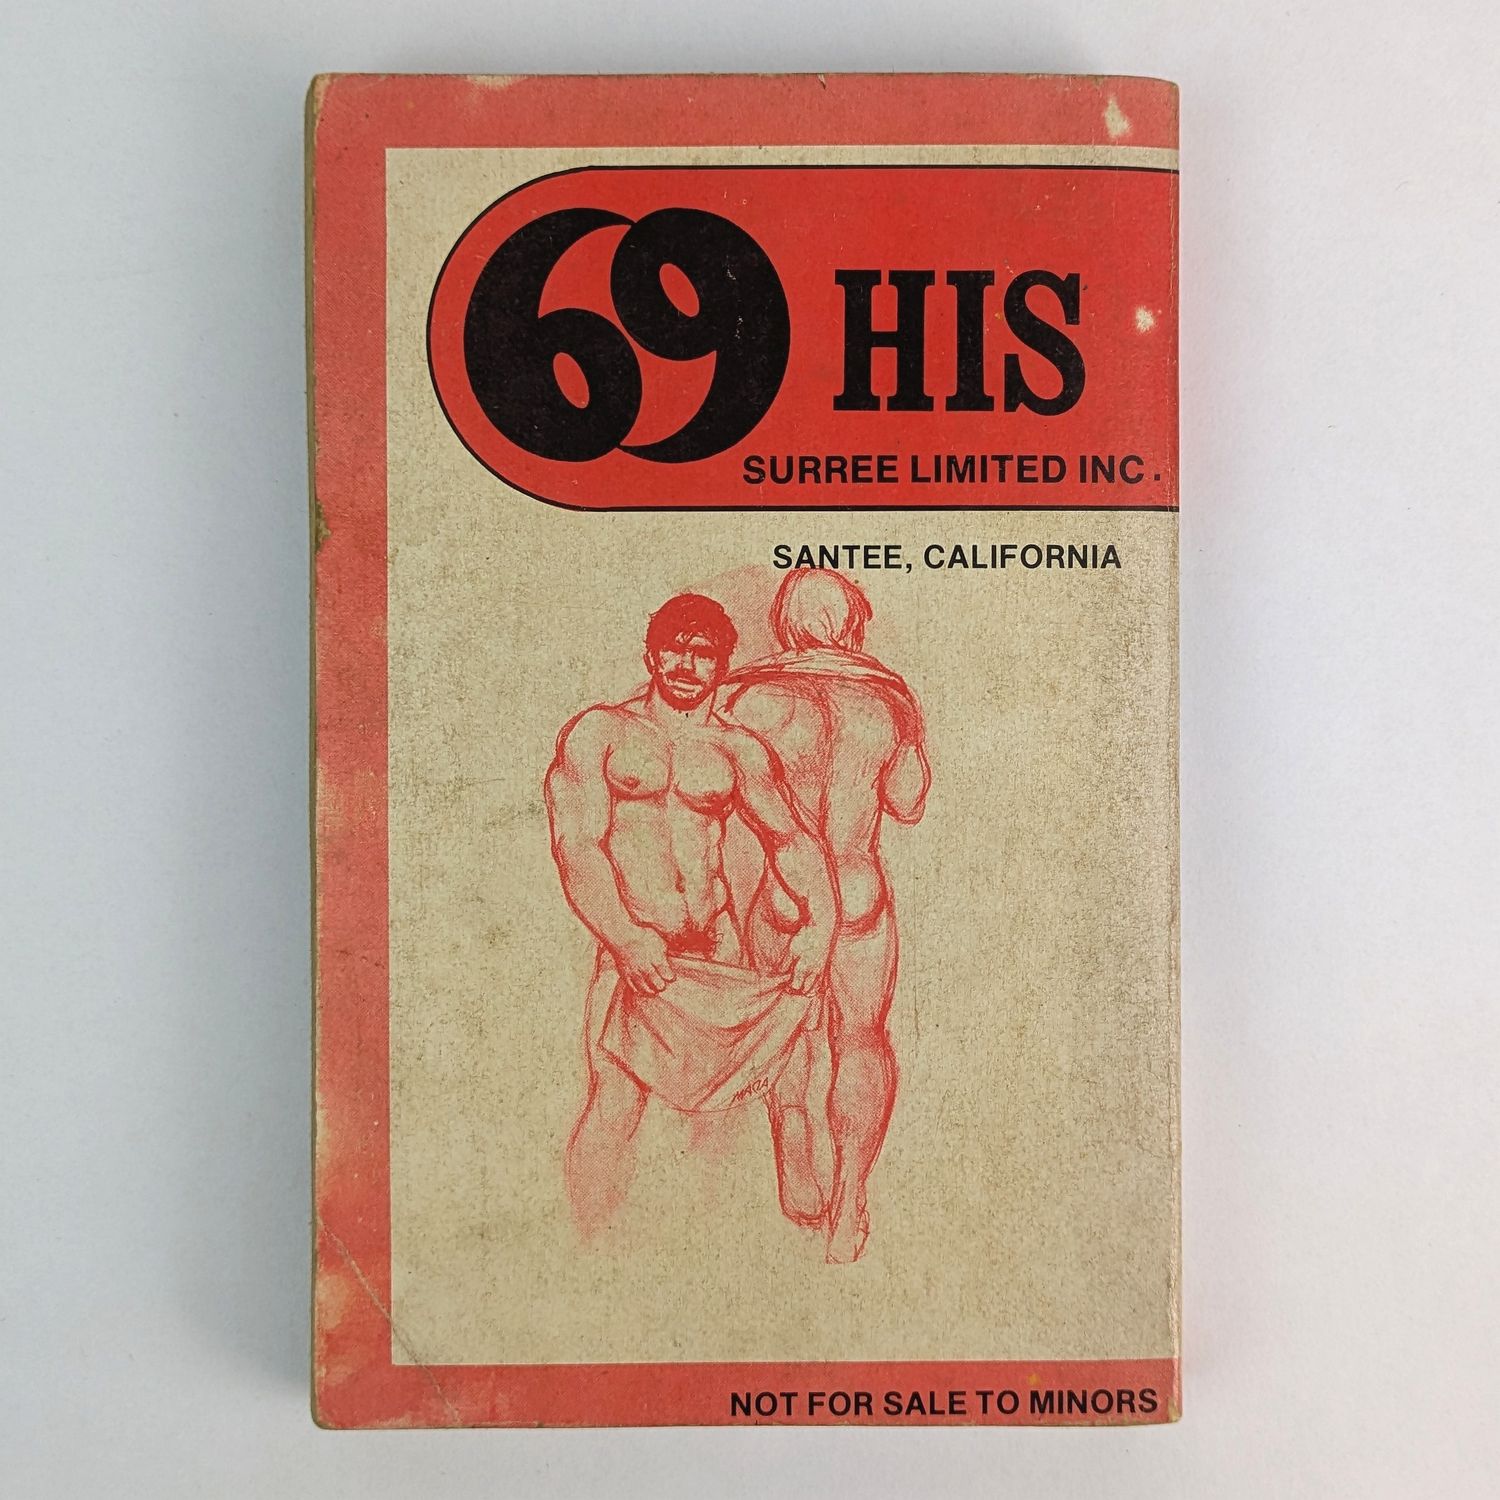 69 HIS
SURREE LIMITED INC.
SANTEE, CALIFORNIA
NOT FOR SALE TO MINORS